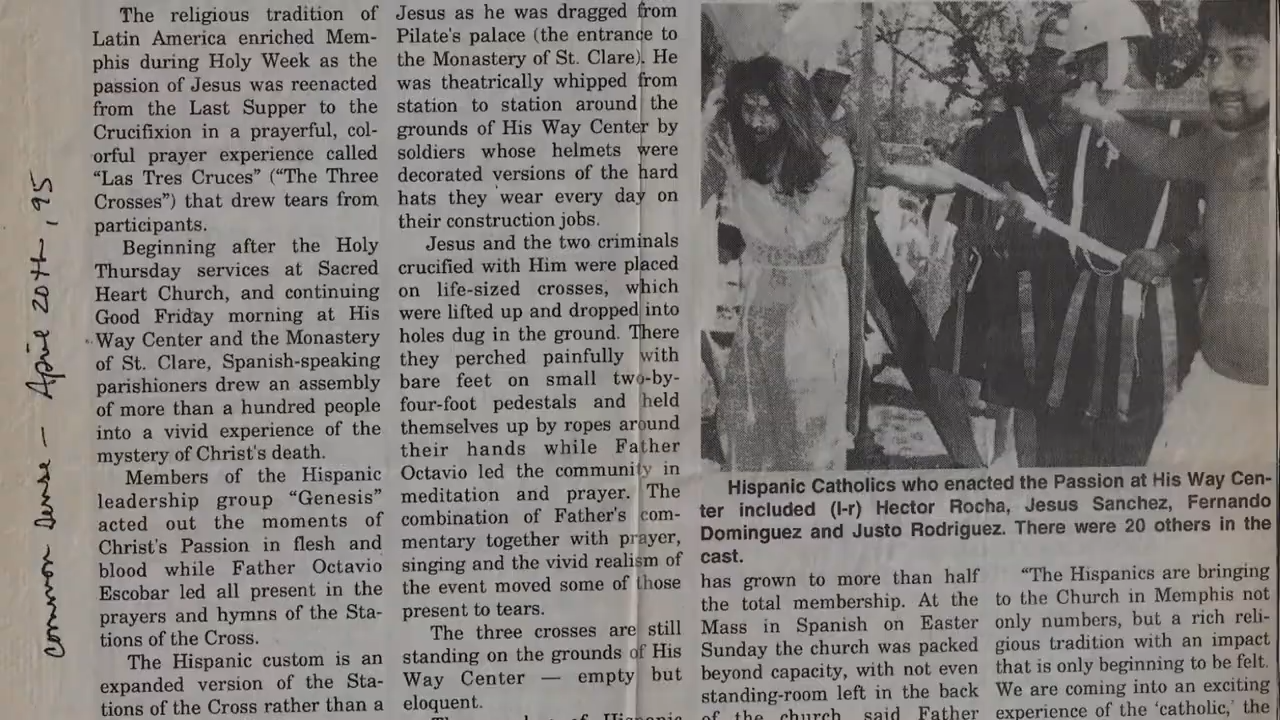 Common Sense — April 20TH, 95
The religious tradition of
Latin America enriched Mem-
phis during Holy Week as the
passion of Jesus was reenacted
from the Last Supper to the
Crucifixion in a prayerful, col-
orful prayer experience called
“Las Tres Cruces” (“The Three
Crosses”) that drew tears from
participants.
Beginning after the Holy
Thursday services at Sacred
Heart Church, and continuing
Good Friday morning at His
Way Center and the Monastery
of St. Clare, Spanish-speaking
parishioners drew an assembly
of more than a hundred people
into a vivid experience of the
mystery of Christ's death.
Members of the Hispanic
leadership group “Genesis”
acted out the moments of
Christ's Passion in flesh and
blood while Father Octavio
Escobar led all present in the
prayers and hymns of the Sta-
tions of the Cross.
The Hispanic custom is an
expanded version of the Sta-
tions of the Cross rather than a
Jesus as he was dragged from
Pilate's palace (the entrance to
the Monastery of St. Clare). He
was theatrically whipped from
station to station around the
grounds of His Way Center by
soldiers whose helmets were
decorated versions of the hard
hats they wear every day on
their construction jobs.
Jesus and the two criminals
crucified with Him were placed
on life-sized crosses, which
were lifted up and dropped into
holes dug in the ground. There
they perched painfully with
bare feet on small two-by-
four-foot pedestals and held
themselves up by ropes around
their hands while Father
Octavio led the community in
meditation and prayer. The
combination of Father's com-
mentary together with prayer,
singing and the vivid realism of
the event moved some of those
present to tears.
The three crosses are still
standing on the grounds of His
Way Center — empty but
eloquent.
Hispanic Catholics who enacted the Passion at His Way Cen-
ter included (l-r) Hector Rocha, Jesus Sanchez, Fernando
Dominguez and Justo Rodriguez. There were 20 others in the
cast.
has grown to more than half
the total membership. At the
Mass in Spanish on Easter
Sunday the church was packed
beyond capacity, with not even
standing-room left in the back
of the church, said Father
“The Hispanics are bringing
to the Church in Memphis not
only numbers, but a rich reli-
gious tradition with an impact
that is only beginning to be felt.
We are coming into an exciting
experience of the ‘catholic,’ the